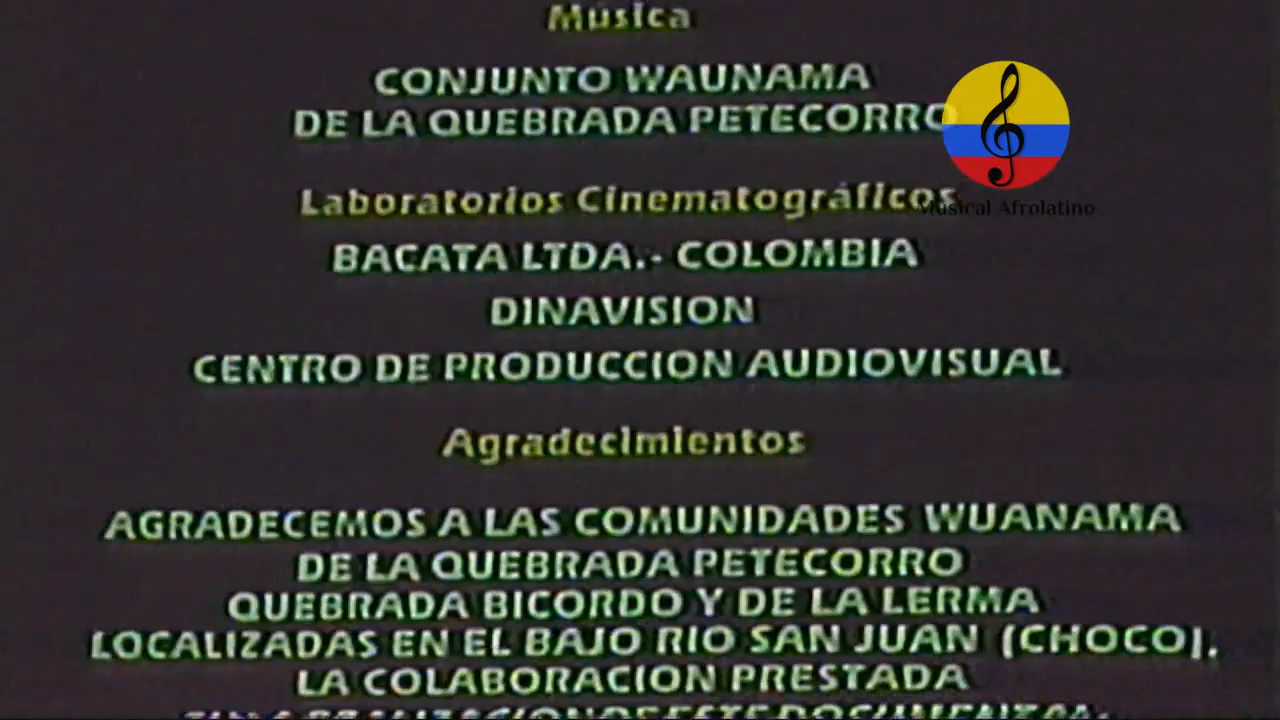 Música
CONJUNTO WAUNAMA
DE LA QUEBRADA PETECORRO
Musical Afrolatino
Laboratorios Cinematográficos
BACATA LTDA.- COLOMBIA
DINAVISION
CENTRO DE PRODUCCION AUDIOVISUAL
Agradecimientos
AGRADECEMOS A LAS COMUNIDADES WUANAMA
DE LA QUEBRADA PETECORRO
QUEBRADA BICORDO Y DE LA LERMA
LOCALIZADAS EN EL BAJO RIO SAN JUAN (CHOCO),
LA COLABORACION PRESTADA